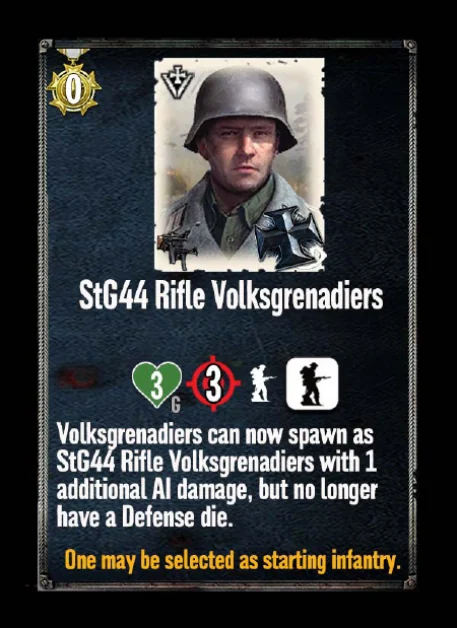 0
StG44 Rifle Volksgrenadiers
3 G 3
Volksgrenadiers can now spawn as
StG44 Rifle Volksgrenadiers with 1
additional AI damage, but no longer
have a Defense die.
One may be selected as starting infantry.